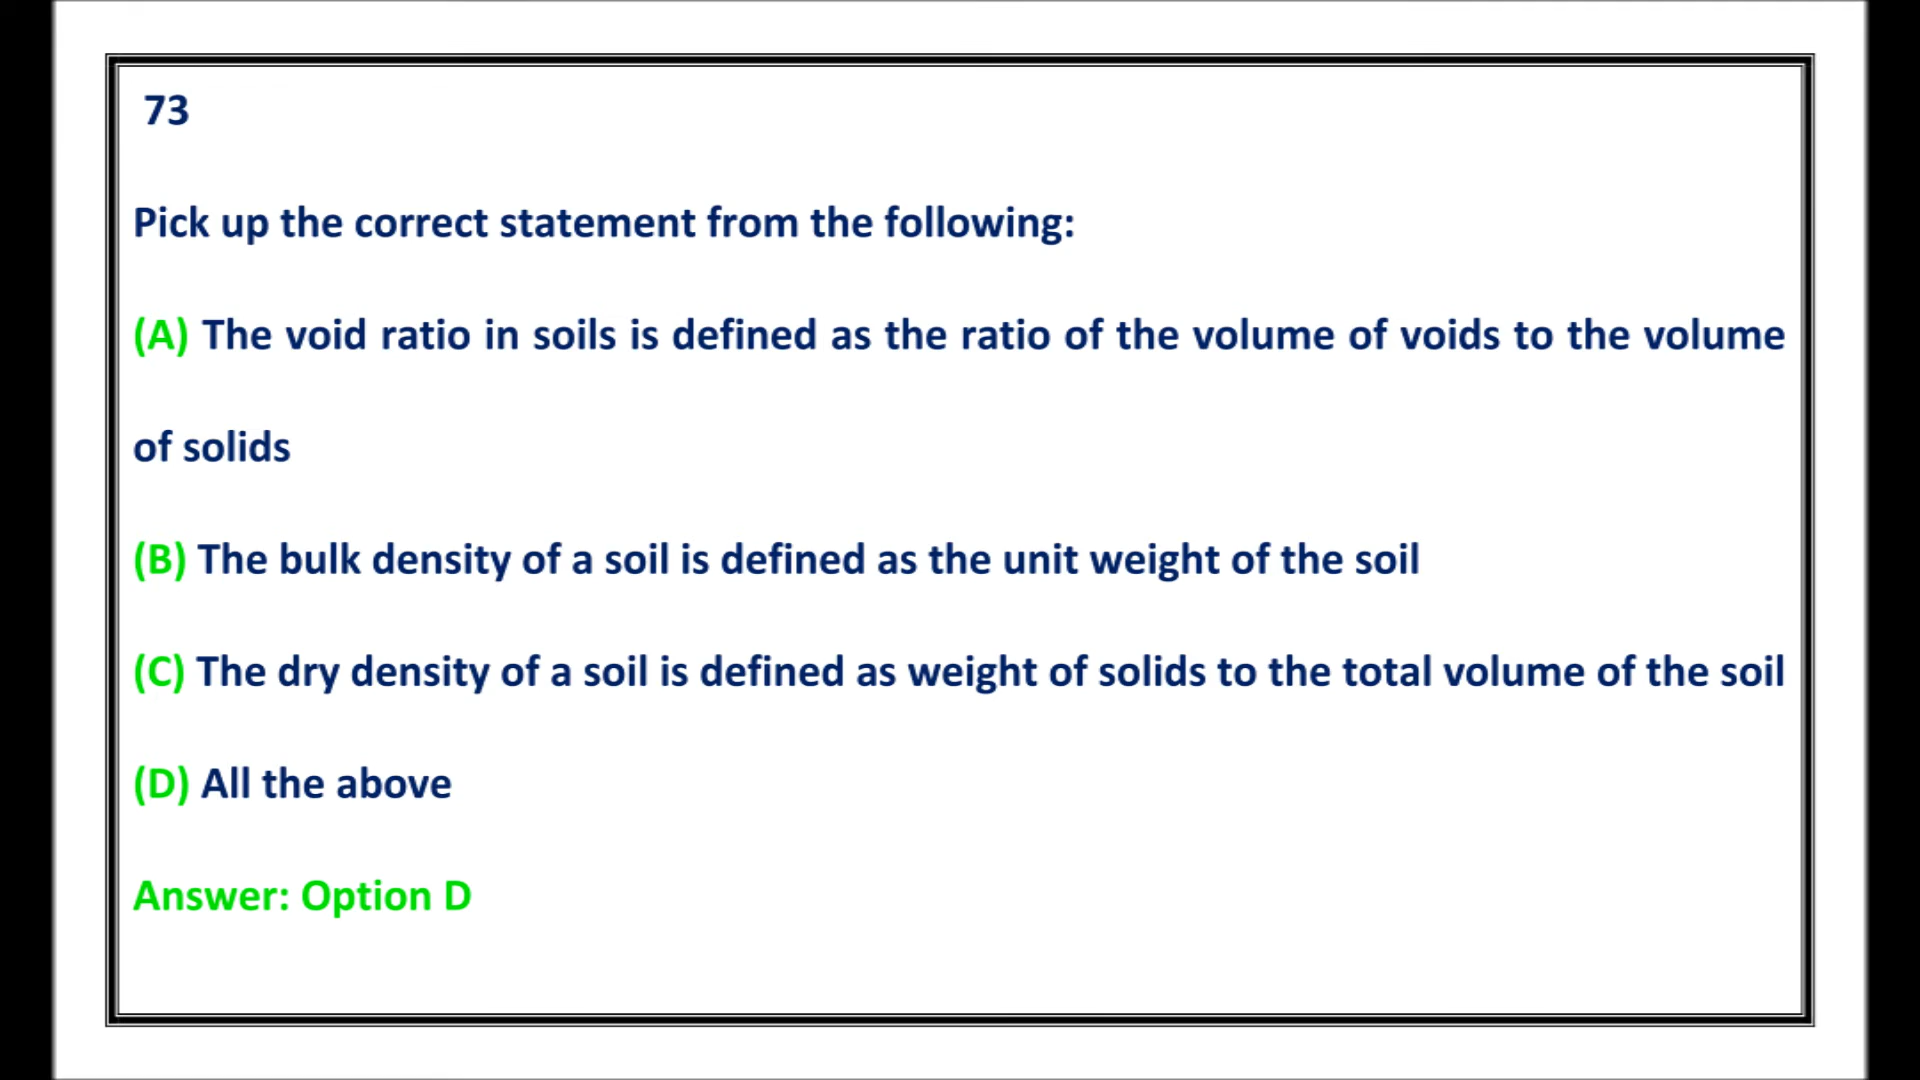 73
Pick up the correct statement from the following:
(A) The void ratio in soils is defined as the ratio of the volume of voids to the volume
of solids
(B) The bulk density of a soil is defined as the unit weight of the soil
(C) The dry density of a soil is defined as weight of solids to the total volume of the soil
(D) All the above
Answer: Option D